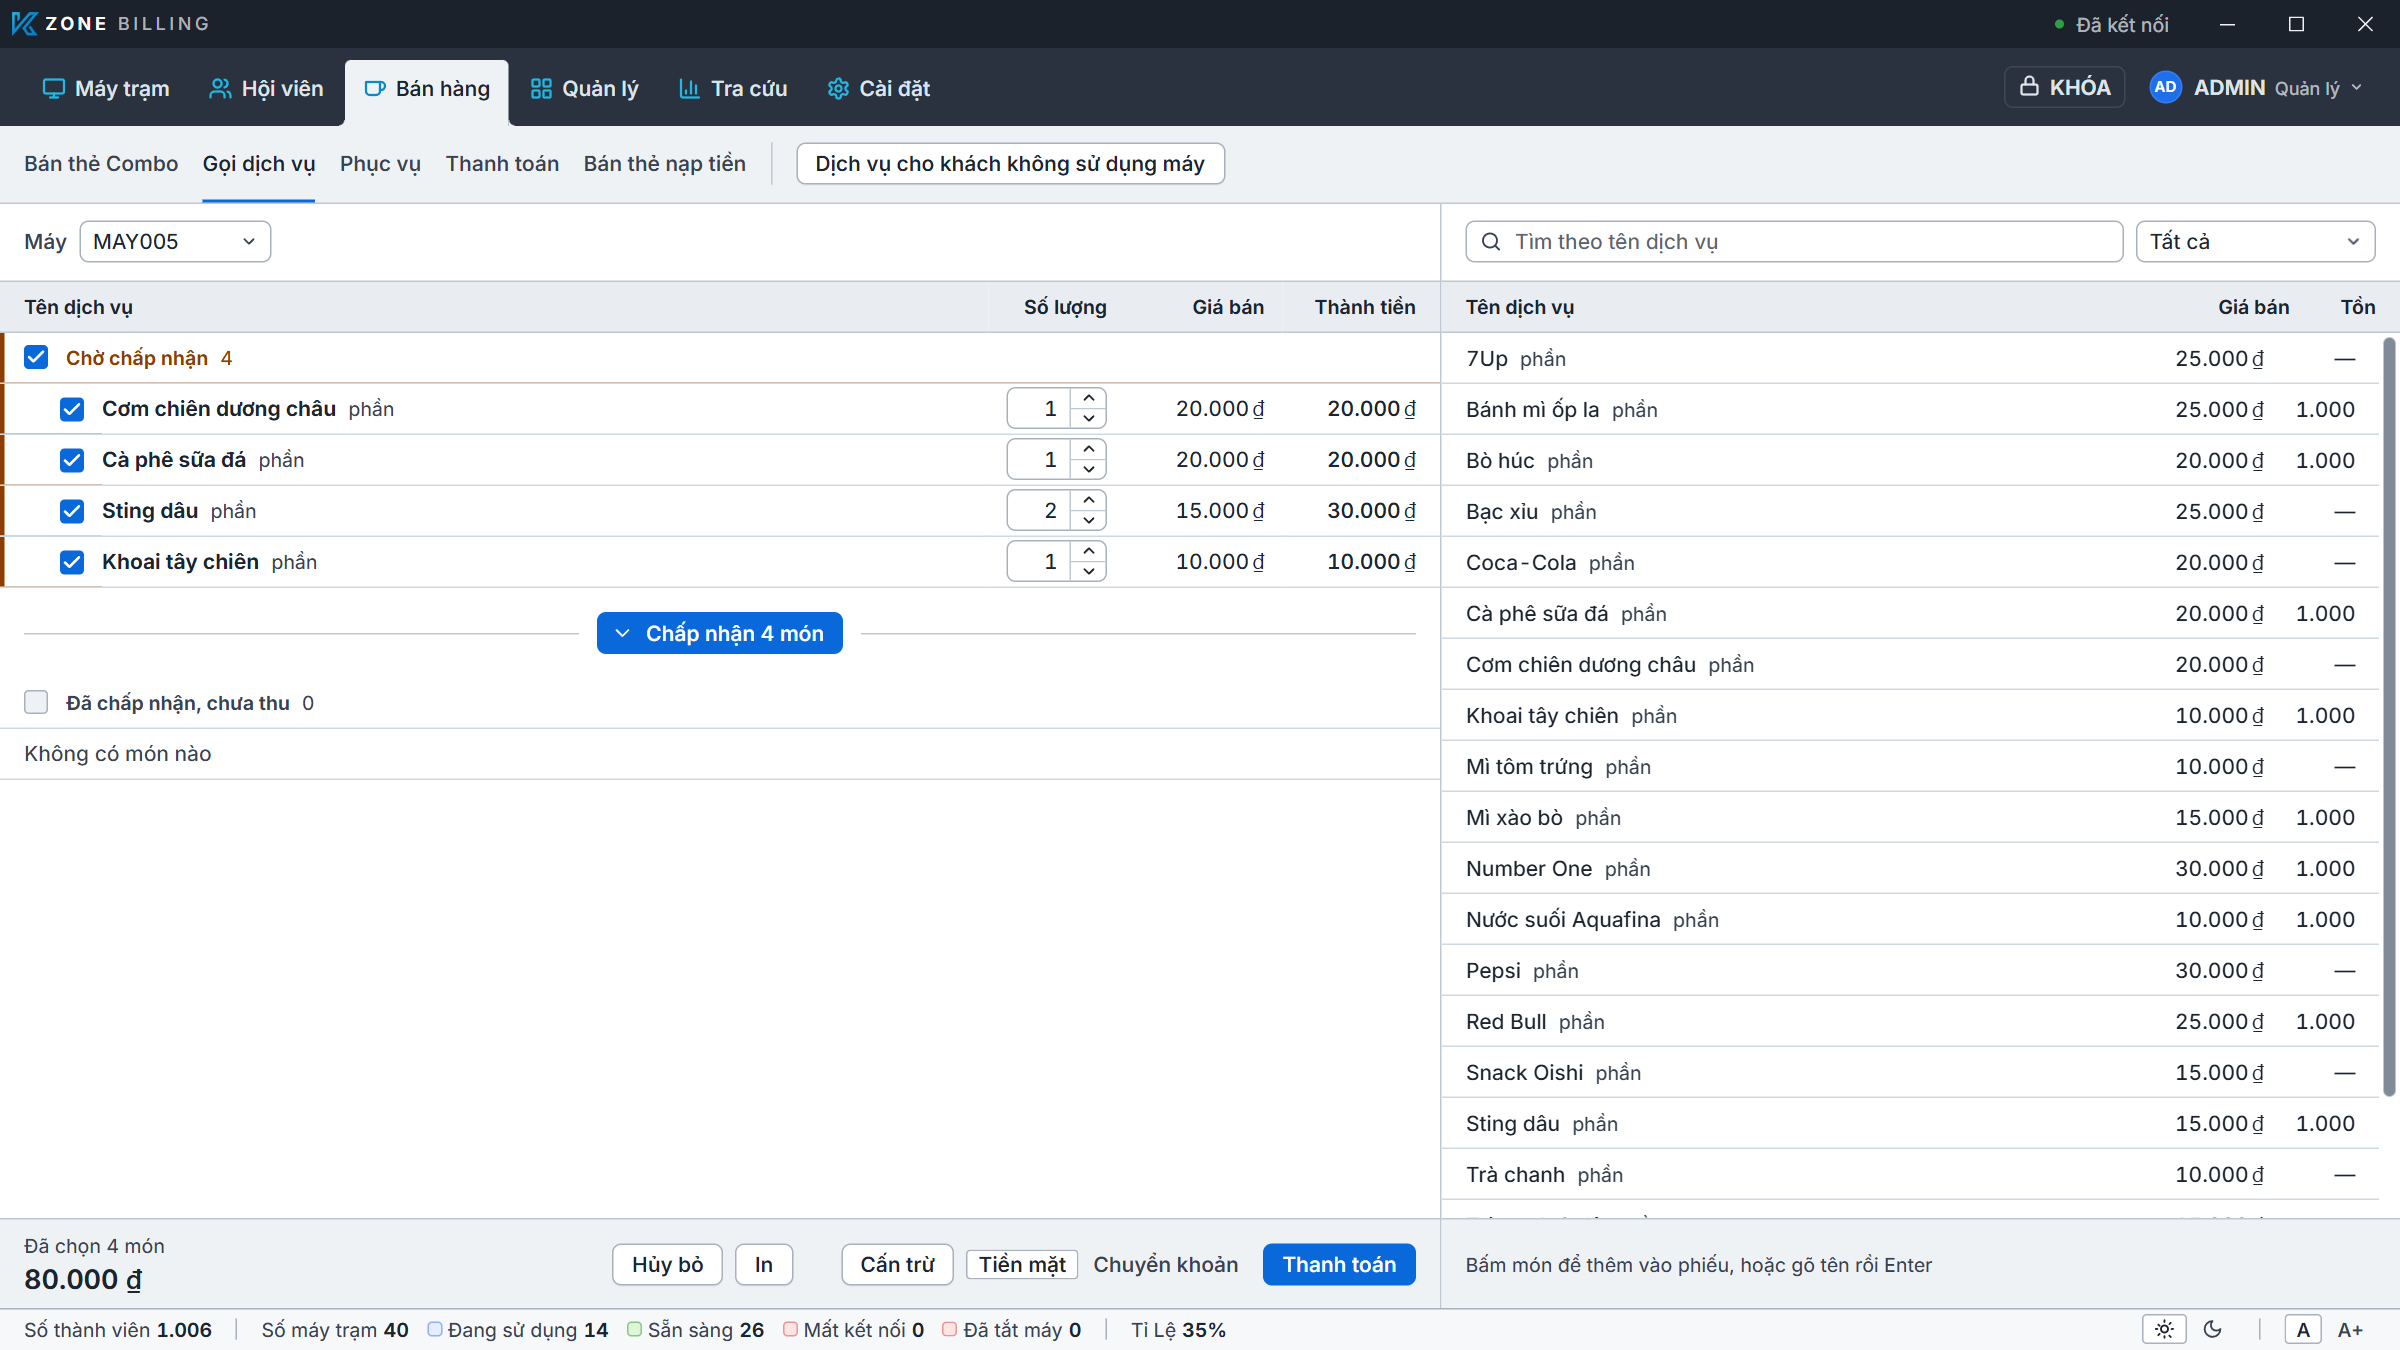 ZONE BILLING
Đã kết nối
Máy trạm
Hội viên
Bán hàng
Quản lý
Tra cứu
Cài đặt
KHÓA
AD ADMIN Quản lý
Bán thẻ Combo
Gọi dịch vụ
Phục vụ
Thanh toán
Bán thẻ nạp tiền
Dịch vụ cho khách không sử dụng máy
Máy MAY005
Tên dịch vụ Số lượng Giá bán Thành tiền
Chờ chấp nhận 4
Cơm chiên dương châu phần 1 20.000 ₫ 20.000 ₫
Cà phê sữa đá phần 1 20.000 ₫ 20.000 ₫
Sting dâu phần 2 15.000 ₫ 30.000 ₫
Khoai tây chiên phần 1 10.000 ₫ 10.000 ₫
Chấp nhận 4 món
Đã chấp nhận, chưa thu 0
Không có món nào
Tìm theo tên dịch vụ
Tất cả
Tên dịch vụ Giá bán Tồn
7Up phần 25.000 ₫ —
Bánh mì ốp la phần 25.000 ₫ 1.000
Bò húc phần 20.000 ₫ 1.000
Bạc xỉu phần 25.000 ₫ —
Coca-Cola phần 20.000 ₫ —
Cà phê sữa đá phần 20.000 ₫ 1.000
Cơm chiên dương châu phần 20.000 ₫ —
Khoai tây chiên phần 10.000 ₫ 1.000
Mì tôm trứng phần 10.000 ₫ —
Mì xào bò phần 15.000 ₫ 1.000
Number One phần 30.000 ₫ 1.000
Nước suối Aquafina phần 10.000 ₫ 1.000
Pepsi phần 30.000 ₫ —
Red Bull phần 25.000 ₫ 1.000
Snack Oishi phần 15.000 ₫ —
Sting dâu phần 15.000 ₫ 1.000
Trà chanh phần 10.000 ₫ —
Đã chọn 4 món
80.000 ₫
Hủy bỏ
In
Cấn trừ
Tiền mặt
Chuyển khoản
Thanh toán
Bấm món để thêm vào phiếu, hoặc gõ tên rồi Enter
Số thành viên 1.006
Số máy trạm 40
Đang sử dụng 14
Sẵn sàng 26
Mất kết nối 0
Đã tắt máy 0
Tỉ Lệ 35%
A A+